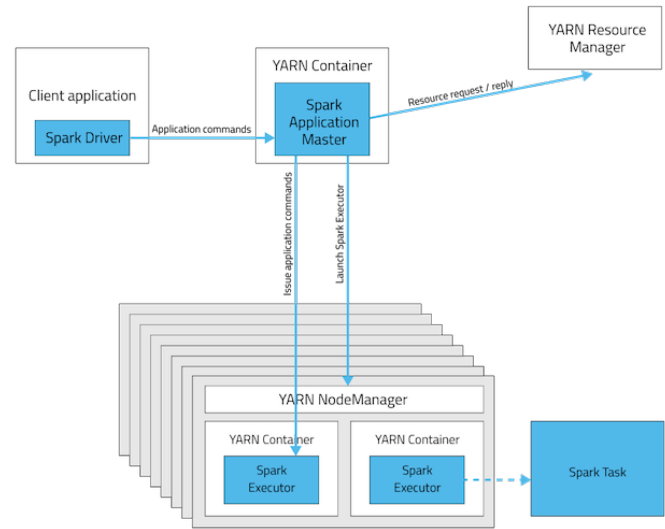 YARN Resource
Manager
YARN Container
Client application
Spark
Application
Master
Resource request / reply
Spark Driver
Application commands
Issue application commands
Launch Spark Executor
YARN NodeManager
YARN Container
YARN Container
Spark
Executor
Spark
Executor
Spark Task